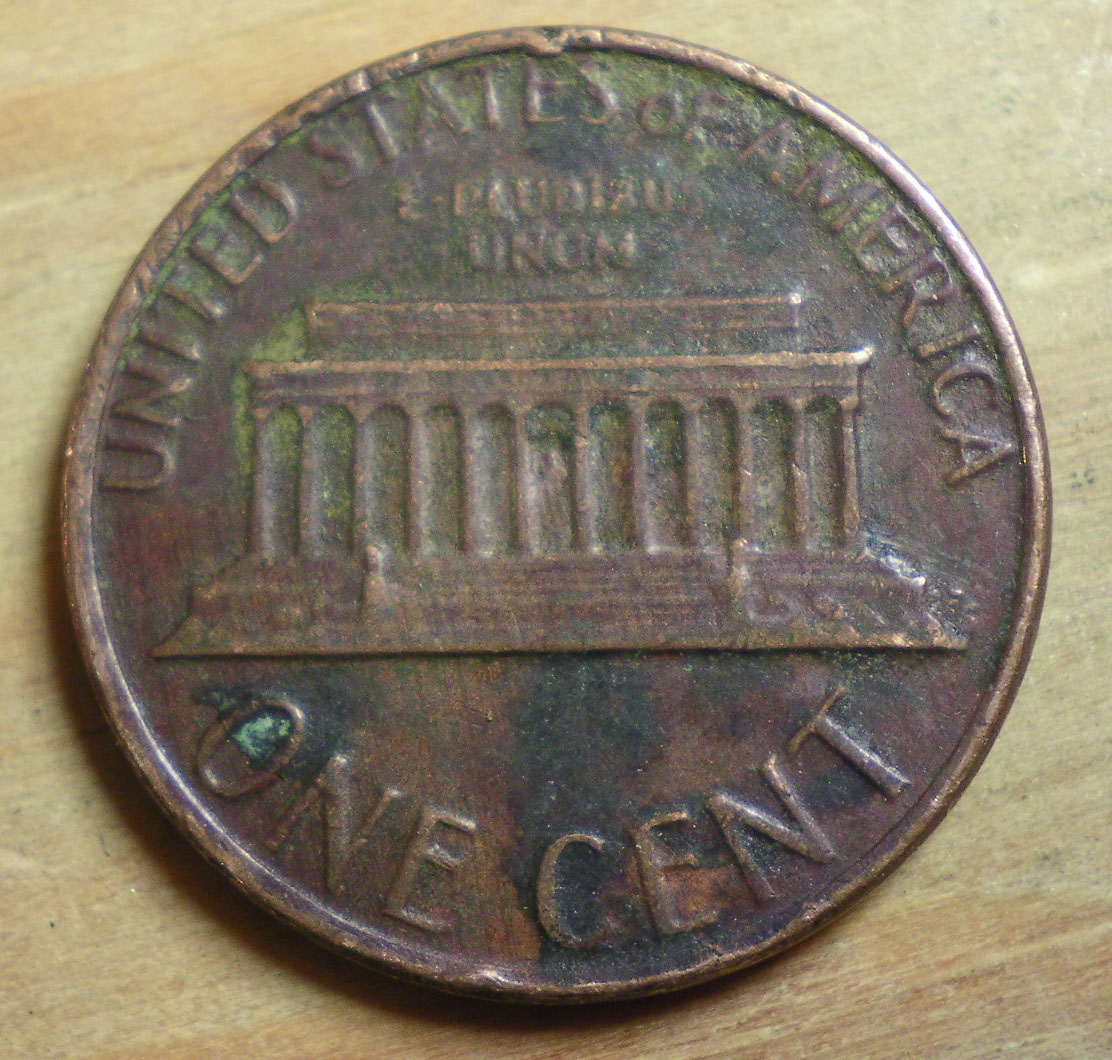 UNITED STATES OF AMERICA
E·PLURIBUS
UNUM
ONE CENT